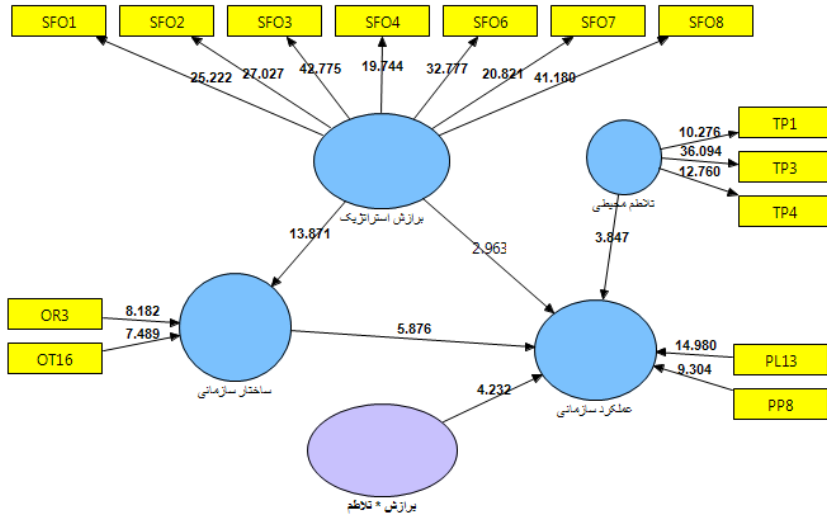 SFO1 SFO2 SFO3 SFO4 SFO6 SFO7 SFO8
25.222 27.027 42.775 19.744 32.777 20.821 41.180
TP1
10.276
36.094
TP3
12.760
TP4
برازش استراتژیک
تلاطم محیطی
13.871
2.963
3.847
OR3
8.182
7.489
OT16
5.876
14.980
PL13
9.304
PP8
ساختار سازمانی
عملکرد سازمانی
4.232
برازش * تلاطم